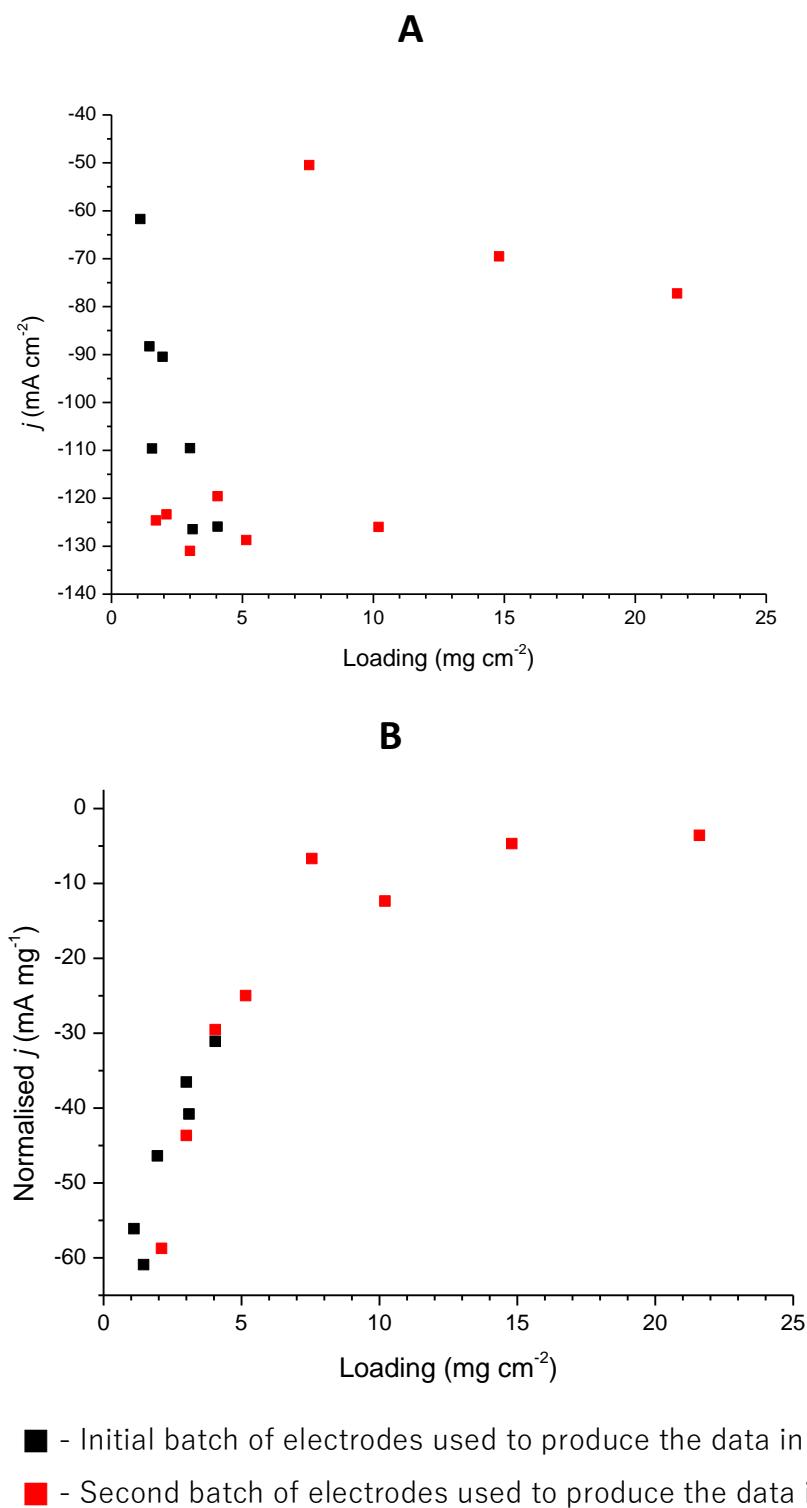 A
-40
-50
-60
-70
-80
-90
-100
-110
-120
-130
-140
j (mA cm-2)
0 5 10 15 20 25
Loading (mg cm-2)
B
0
-10
-20
-30
-40
-50
-60
Normalised j (mA mg-1)
0 5 10 15 20 25
Loading (mg cm-2)
- Initial batch of electrodes used to produce the data in
- Second batch of electrodes used to produce the data